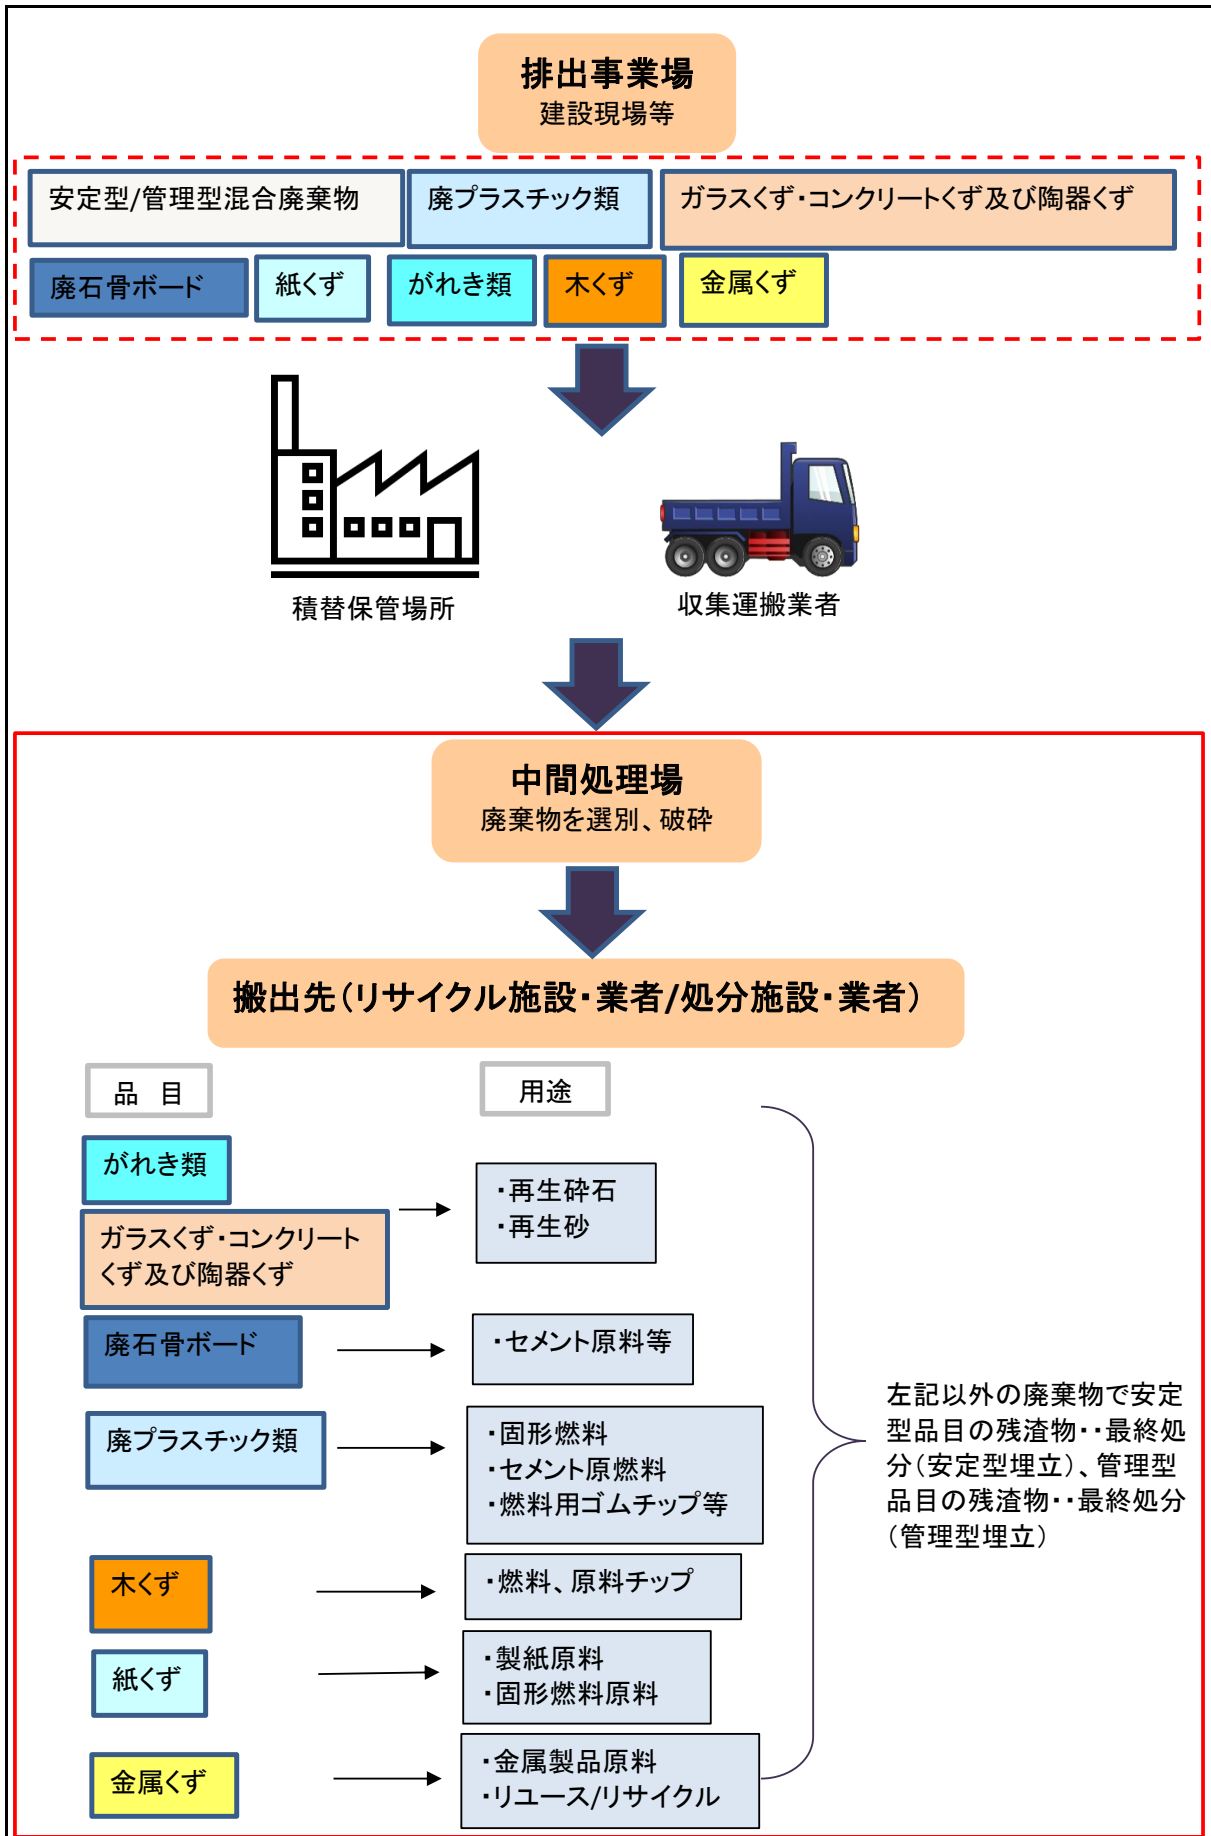 排出事業場
建設現場等
安定型/管理型混合廃棄物
廃プラスチック類
ガラスくず・コンクリートくず及び陶器くず
廃石骨ボード
紙くず
がれき類
木くず
金属くず
積替保管場所
収集運搬業者
中間処理場
廃棄物を選別、破砕
搬出先（リサイクル施設・業者/処分施設・業者）
品　目
用途
がれき類
ガラスくず・コンクリート
くず及び陶器くず
・再生砕石
・再生砂
廃石骨ボード
・セメント原料等
廃プラスチック類
・固形燃料
・セメント原燃料
・燃料用ゴムチップ等
木くず
・燃料、原料チップ
紙くず
・製紙原料
・固形燃料原料
金属くず
・金属製品原料
・リユース/リサイクル
左記以外の廃棄物で安定
型品目の残渣物・・最終処
分（安定型埋立）、管理型
品目の残渣物・・最終処分
（管理型埋立）